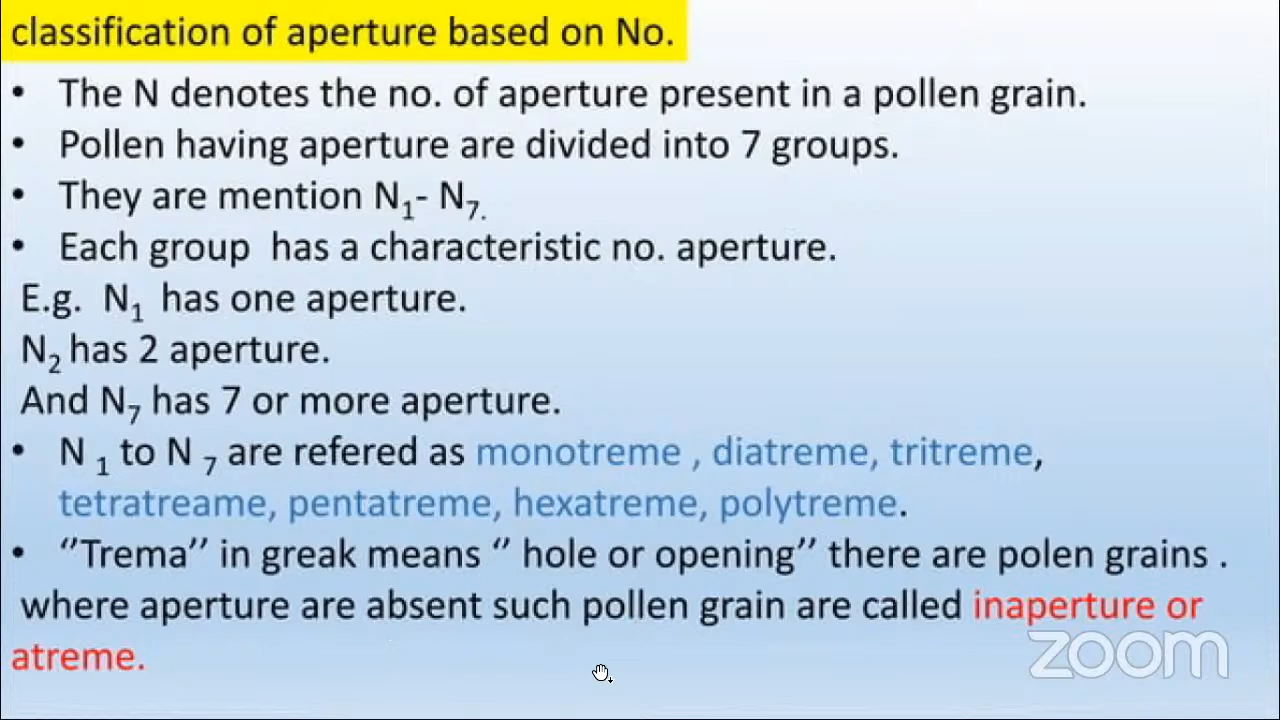 classification of aperture based on No.
• The N denotes the no. of aperture present in a pollen grain.
• Pollen having aperture are divided into 7 groups.
• They are mention N1- N7.
• Each group has a characteristic no. aperture.
E.g. N1 has one aperture.
N2 has 2 aperture.
And N7 has 7 or more aperture.
• N 1 to N 7 are refered as monotreme , diatreme, tritreme,
tetratreame, pentatreme, hexatreme, polytreme.
• ‘’Trema’’ in greak means ‘’ hole or opening’’ there are polen grains .
where aperture are absent such pollen grain are called inaperture or
atreme.
zoom